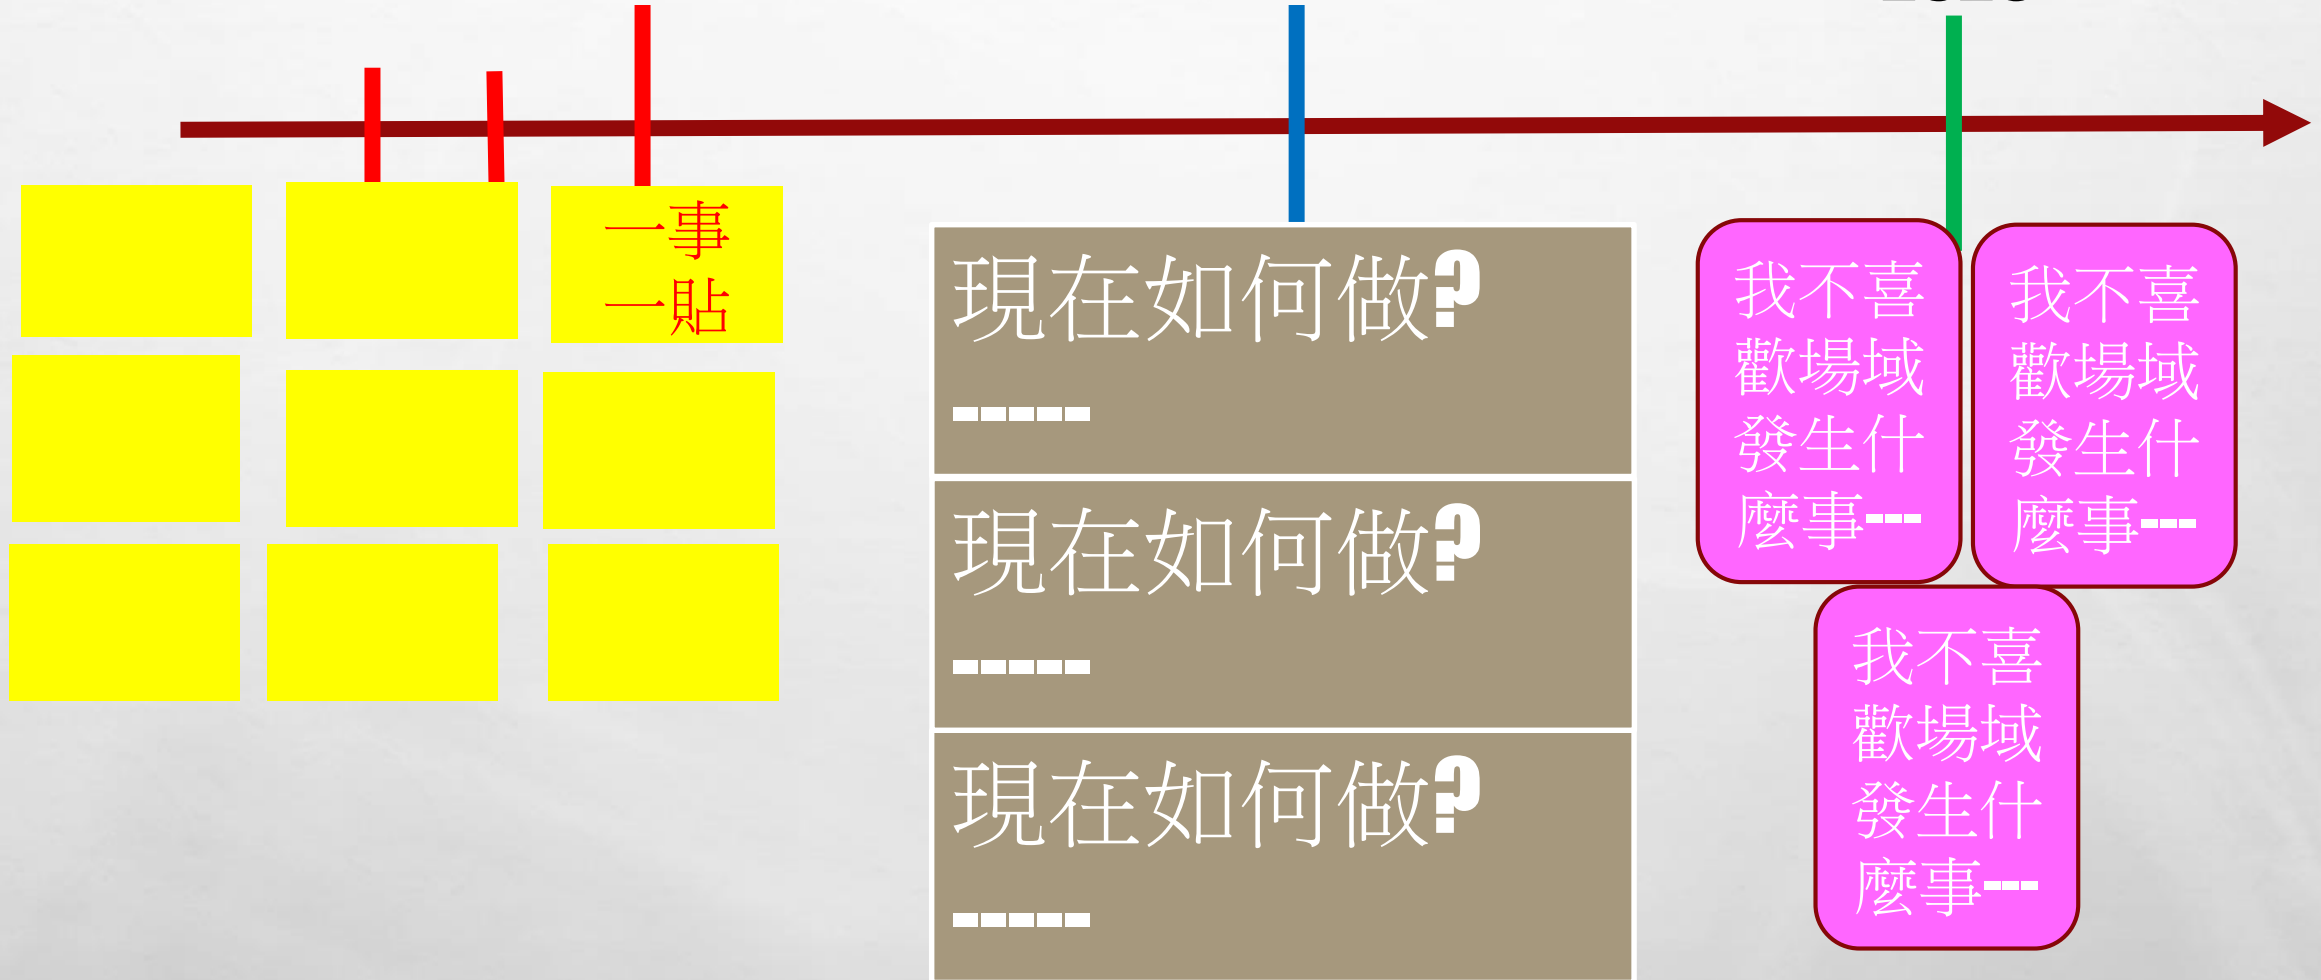 一事
一貼
現在如何做?
-----
現在如何做?
-----
現在如何做?
-----
我不喜
歡場域
發生什
麼事---
我不喜
歡場域
發生什
麼事---
我不喜
歡場域
發生什
麼事---